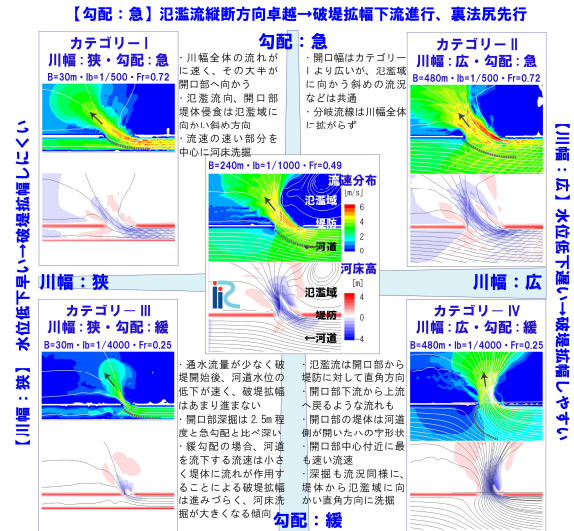 【勾配：急】氾濫流縦断方向卓越→破堤拡幅下流進行、裏法尻先行
勾配：急
カテゴリーⅠ
川幅：狭・勾配：急
B=30m・Ib=1/500・Fr=0.72
・川幅全体の流れが
に速く、その大半が
開口部へ向かう
・氾濫流向、開口部
堤体侵食は氾濫域に
向かい斜め方向
・流速の速い部分を
中心に河床洗掘
・開口幅はカテゴリー
Ⅰより広いが、氾濫域
に向かう斜めの流況
などは共通
・分岐流線は川幅全体
に拡がらず
カテゴリーⅡ
川幅：広・勾配：急
B=480m・Ib=1/500・Fr=0.72
B=240m・Ib=1/1000・Fr=0.49
流速分布
[m/s]
6
4
2
0
氾濫域
堤防
←河道
河床高
[m]
4
0
-4
氾濫域
堤防
←河道
iRIC
川幅：狭
川幅：広
【川幅：狭】 水位低下早い→破堤拡幅しにくい
【川幅：広】水位低下遅い→破堤拡幅しやすい
カテゴリーⅢ
川幅：狭・勾配：緩
B=30m・Ib=1/4000・Fr=0.25
・通水流量が少なく破
堤開始後、河道水位の
低下が速く、破堤拡幅
はあまり進まない
・開口部深掘は2.5m程
度と急勾配と比べ深い
・緩勾配の場合、河道
を流下する流速は小さ
く堤体に流れが作用す
ることによる破堤拡幅
は進みづらく、河床洗
掘が大きくなる傾向
・氾濫流は開口部から
堤防に対して直角方向
・開口部下流から上流
へ戻るような流れも
・開口部の堤体は河道
側が開いたハの字形状
・開口部中心付近に最
も速い流速
・深掘も流況同様に、
堤体から氾濫域に向
かい直角方向に洗掘
カテゴリーⅣ
川幅：広・勾配：緩
B=480m・Ib=1/4000・Fr=0.25
勾配：緩